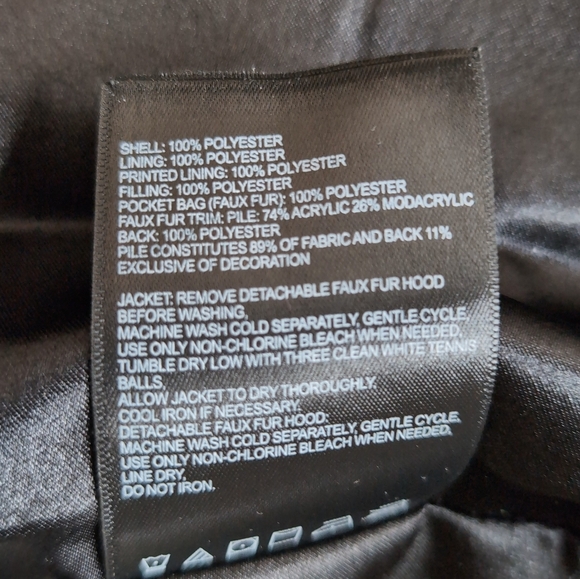 SHELL: 100% POLYESTER
LINING: 100% POLYESTER
PRINTED LINING: 100% POLYESTER
FILLING: 100% POLYESTER
POCKET BAG (FAUX FUR): 100% POLYESTER
FAUX FUR TRIM: PILE: 74% ACRYLIC 26% MODACRYLIC
BACK: 100% POLYESTER
PILE CONSTITUTES 89% OF FABRIC AND BACK 11%
EXCLUSIVE OF DECORATION
JACKET: REMOVE DETACHABLE FAUX FUR HOOD
BEFORE WASHING,
MACHINE WASH COLD SEPARATELY, GENTLE CYCLE
USE ONLY NON-CHLORINE BLEACH WHEN NEEDED,
TUMBLE DRY LOW WITH THREE CLEAN WHITE TENNIS
BALLS,
ALLOW JACKET TO DRY THOROUGHLY.
COOL IRON IF NECESSARY.
DETACHABLE FAUX FUR HOOD:
MACHINE WASH COLD SEPARATELY, GENTLE CYCLE,
USE ONLY NON-CHLORINE BLEACH WHEN NEEDED,
LINE DRY,
DO NOT IRON.